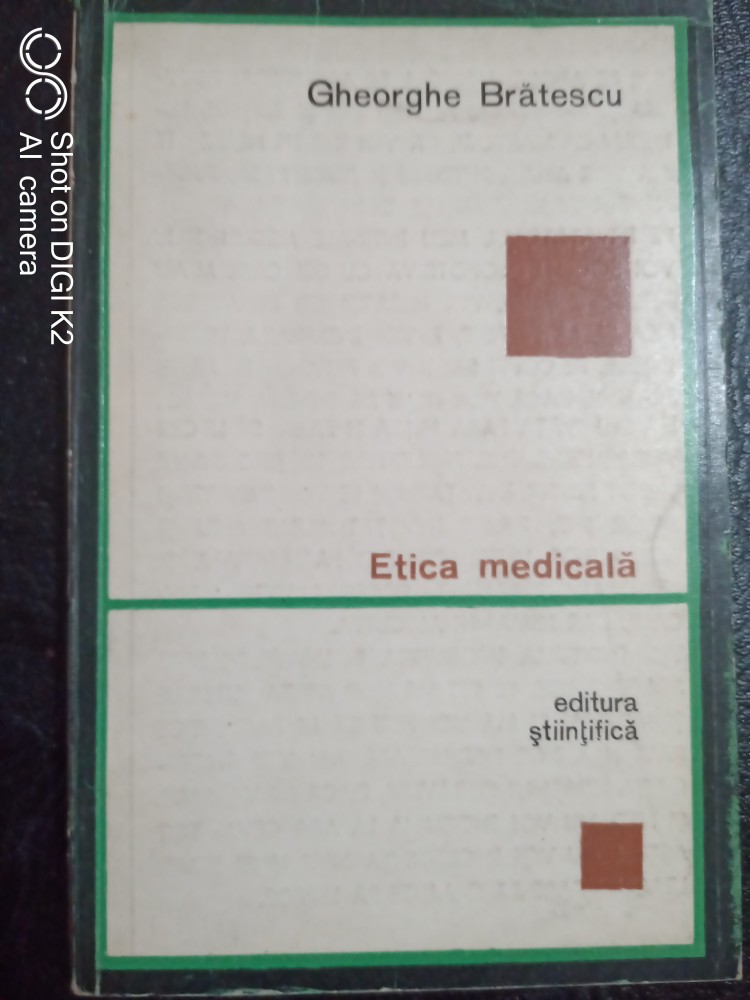 Gheorghe Brătescu
Etica medicală
editura
ştiinţifică
Shot on DIGI K2
AI camera